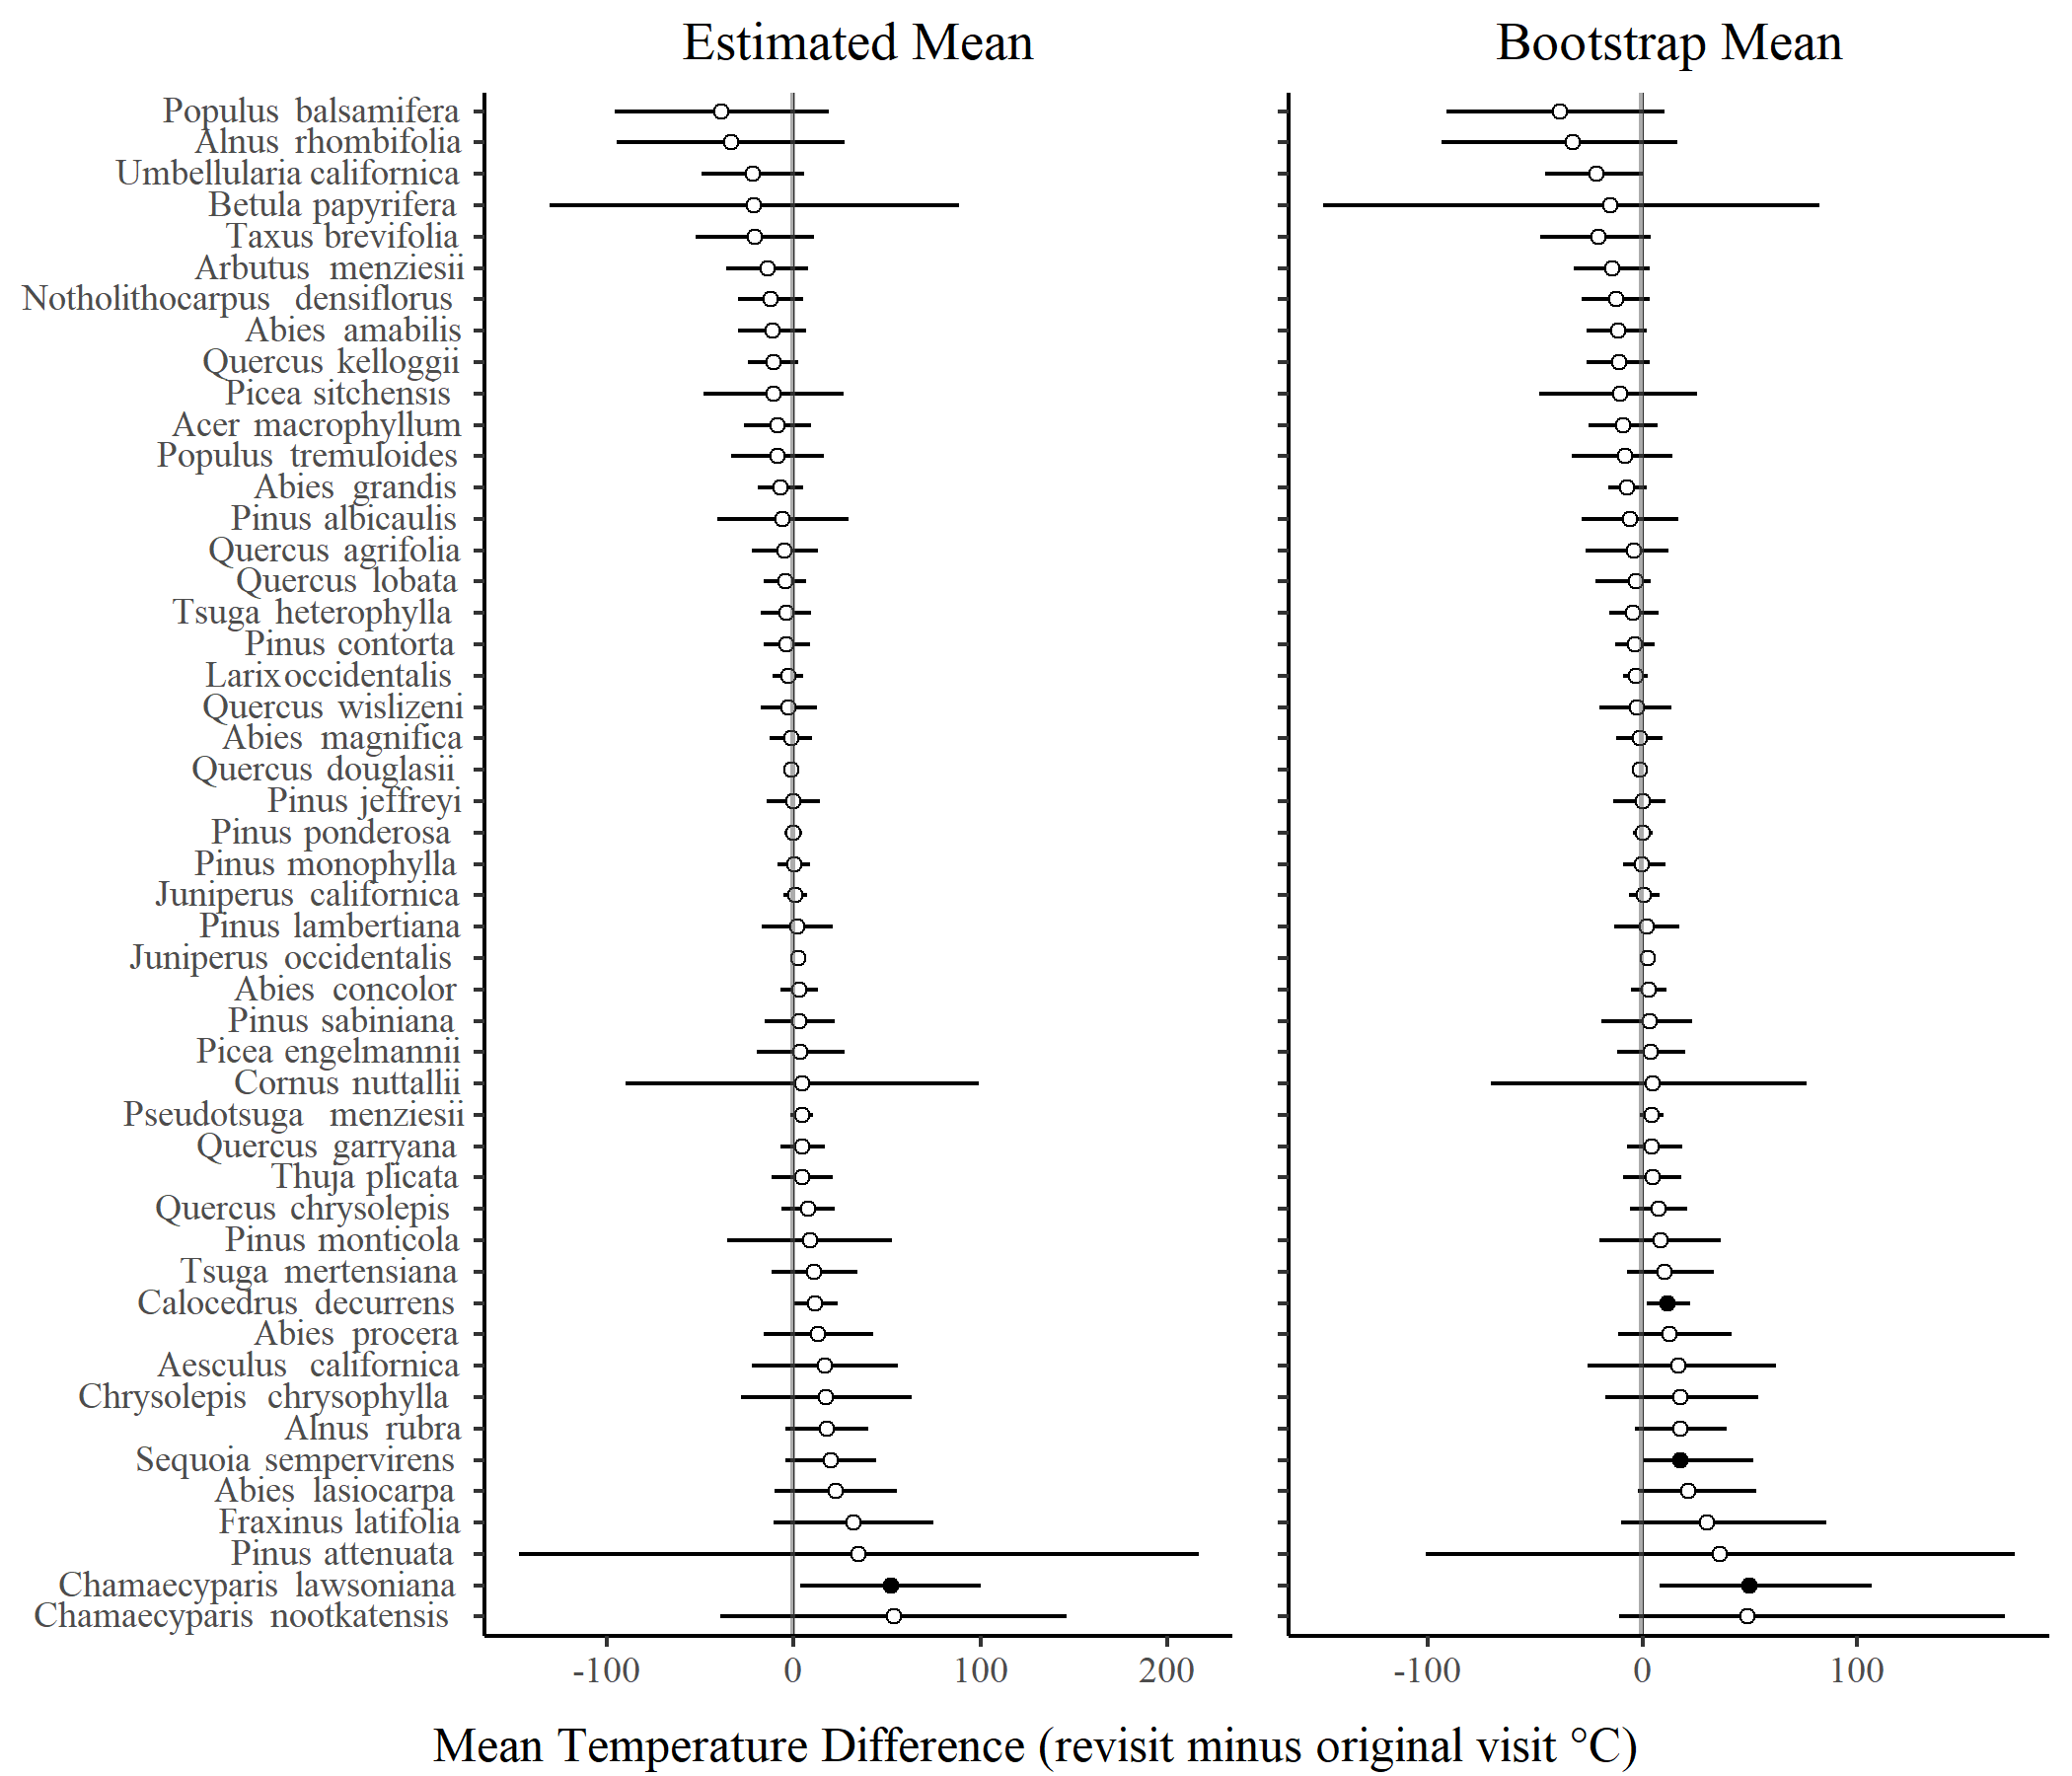 Estimated Mean
Bootstrap Mean
Populus balsamifera
Alnus rhombifolia
Umbellularia californica
Betula papyrifera
Taxus brevifolia
Arbutus menziesii
Notholithocarpus densiflorus
Abies amabilis
Quercus kelloggii
Picea sitchensis
Acer macrophyllum
Populus tremuloides
Abies grandis
Pinus albicaulis
Quercus agrifolia
Quercus lobata
Tsuga heterophylla
Pinus contorta
Larix occidentalis
Quercus wislizeni
Abies magnifica
Quercus douglasii
Pinus jeffreyi
Pinus ponderosa
Pinus monophylla
Juniperus californica
Pinus lambertiana
Juniperus occidentalis
Abies concolor
Pinus sabiniana
Picea engelmannii
Cornus nuttallii
Pseudotsuga menziesii
Quercus garryana
Thuja plicata
Quercus chrysolepis
Pinus monticola
Tsuga mertensiana
Calocedrus decurrens
Abies procera
Aesculus californica
Chrysolepis chrysophylla
Alnus rubra
Sequoia sempervirens
Abies lasiocarpa
Fraxinus latifolia
Pinus attenuata
Chamaecyparis lawsoniana
Chamaecyparis nootkatensis
-100 0 100 200
-100 0 100
Mean Temperature Difference (revisit minus original visit °C)